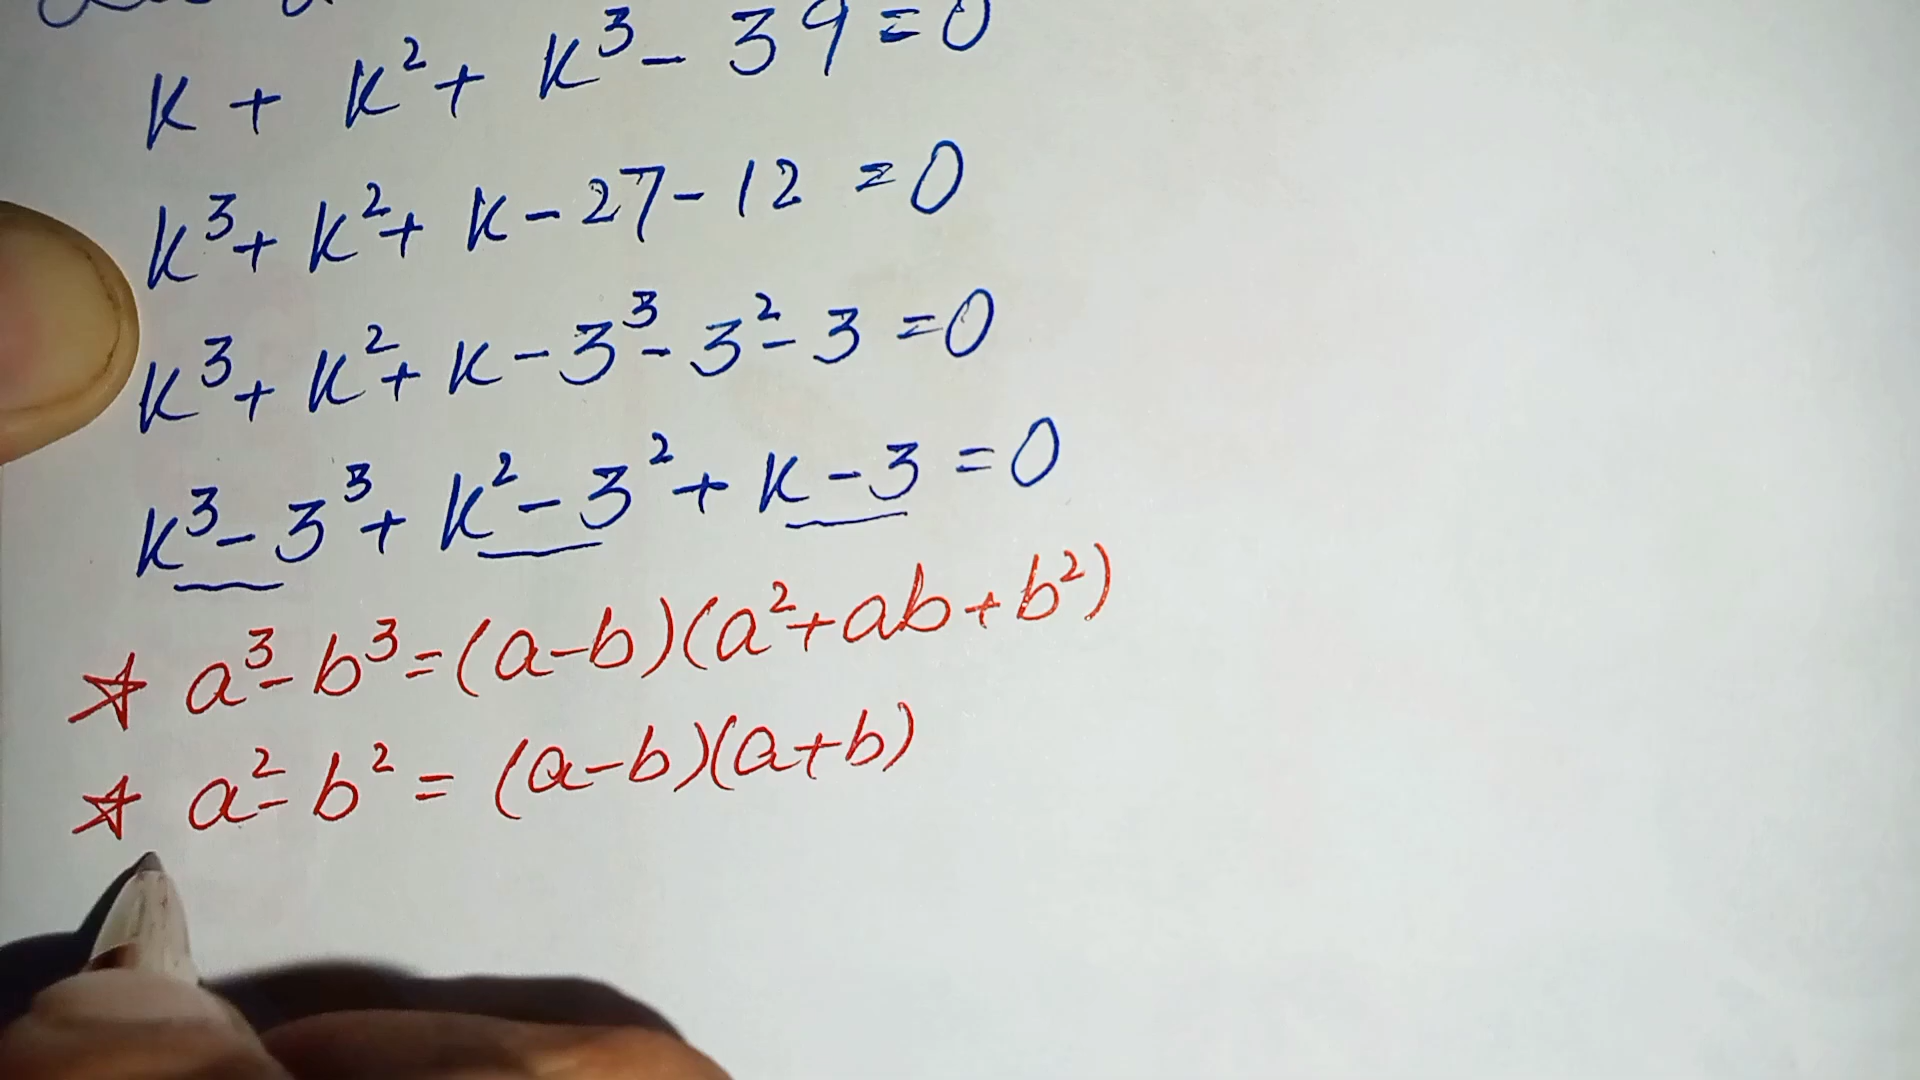 k + k² + k³ - 39 = 0
k³ + k² + k - 27 - 12 = 0
k³ + k² + k - 3³ - 3² - 3 = 0
k³ - 3³ + k² - 3² + k - 3 = 0
☆ a³ - b³ = (a - b)(a² + ab + b²)
☆ a² - b² = (a - b)(a + b)